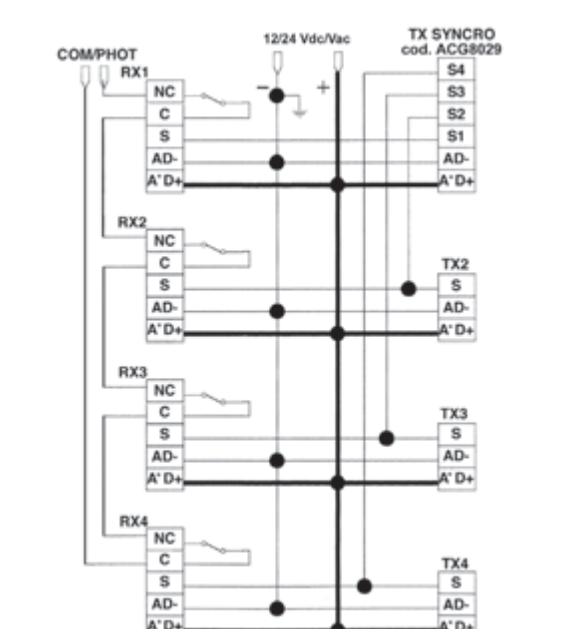 12/24 Vdc/Vac
TX SYNCRO
cod. ACG8029
COM/PHOT
RX1
− +
NC
C
S
AD-
A+ D+
S4
S3
S2
S1
AD-
A+ D+
RX2
NC
C
S
AD-
A+ D+
TX2
S
AD-
A+ D+
RX3
NC
C
S
AD-
A+ D+
TX3
S
AD-
A+ D+
RX4
NC
C
S
AD-
A+ D+
TX4
S
AD-
A+ D+